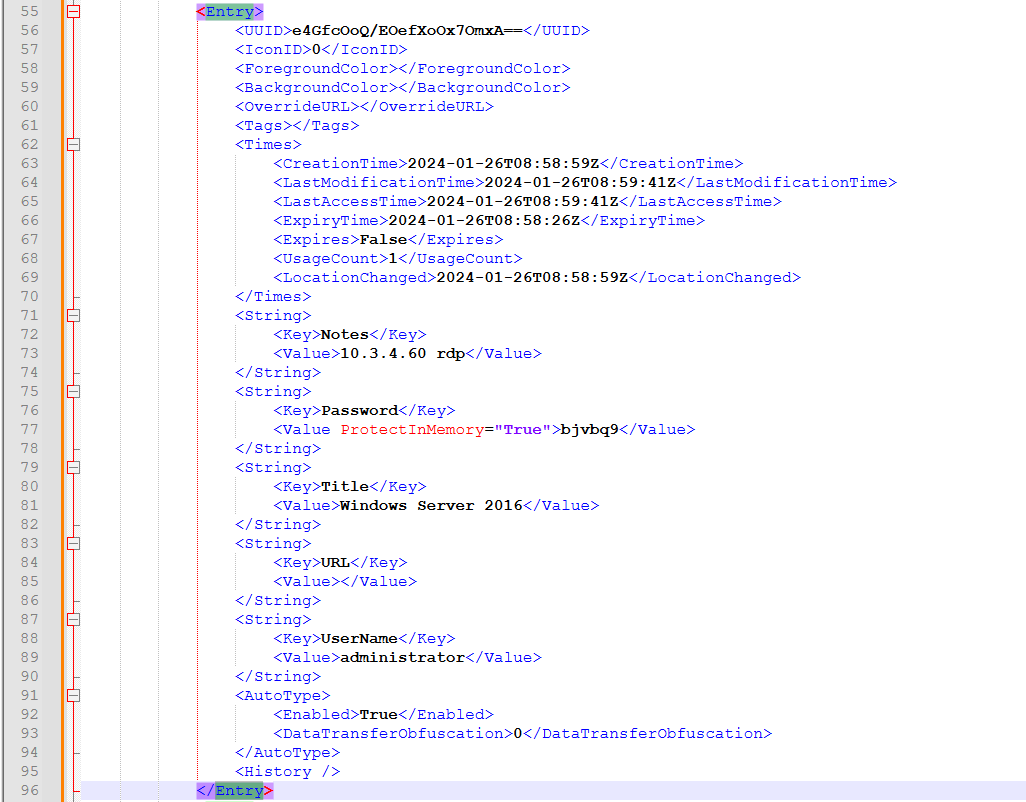 55 <Entry>
56 <UUID>e4GfcOoQ/EOefXoOx7OmxA==</UUID>
57 <IconID>0</IconID>
58 <ForegroundColor></ForegroundColor>
59 <BackgroundColor></BackgroundColor>
60 <OverrideURL></OverrideURL>
61 <Tags></Tags>
62 <Times>
63 <CreationTime>2024-01-26T08:58:59Z</CreationTime>
64 <LastModificationTime>2024-01-26T08:59:41Z</LastModificationTime>
65 <LastAccessTime>2024-01-26T08:59:41Z</LastAccessTime>
66 <ExpiryTime>2024-01-26T08:58:26Z</ExpiryTime>
67 <Expires>False</Expires>
68 <UsageCount>1</UsageCount>
69 <LocationChanged>2024-01-26T08:58:59Z</LocationChanged>
70 </Times>
71 <String>
72 <Key>Notes</Key>
73 <Value>10.3.4.60 rdp</Value>
74 </String>
75 <String>
76 <Key>Password</Key>
77 <Value ProtectInMemory="True">bjvbq9</Value>
78 </String>
79 <String>
80 <Key>Title</Key>
81 <Value>Windows Server 2016</Value>
82 </String>
83 <String>
84 <Key>URL</Key>
85 <Value></Value>
86 </String>
87 <String>
88 <Key>UserName</Key>
89 <Value>administrator</Value>
90 </String>
91 <AutoType>
92 <Enabled>True</Enabled>
93 <DataTransferObfuscation>0</DataTransferObfuscation>
94 </AutoType>
95 <History />
96 </Entry>